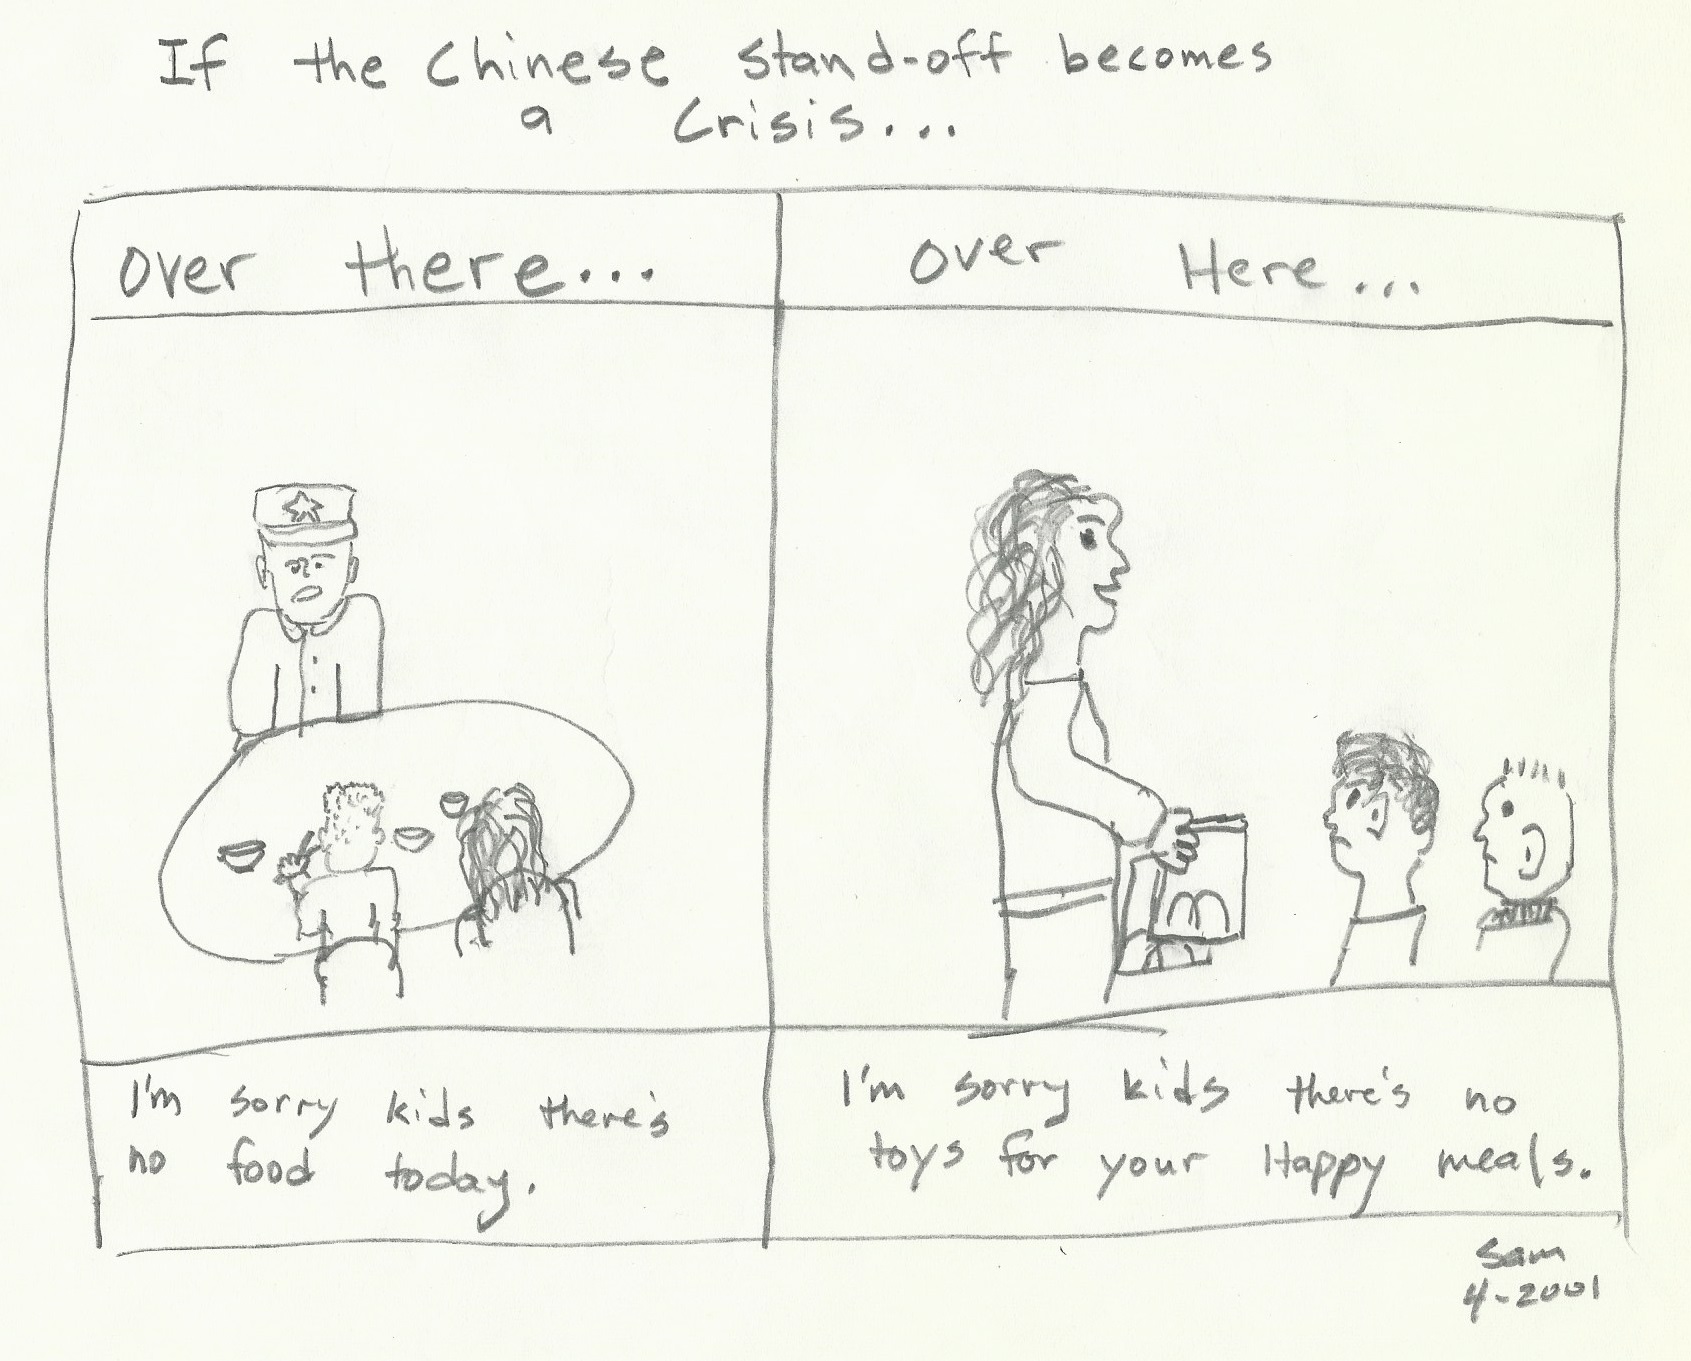 If the Chinese stand-off becomes
a Crisis...
over there...
over Here...
I'm sorry kids there's
no food today.
I'm sorry kids there's no
toys for your Happy meals.
Sam
4-2001